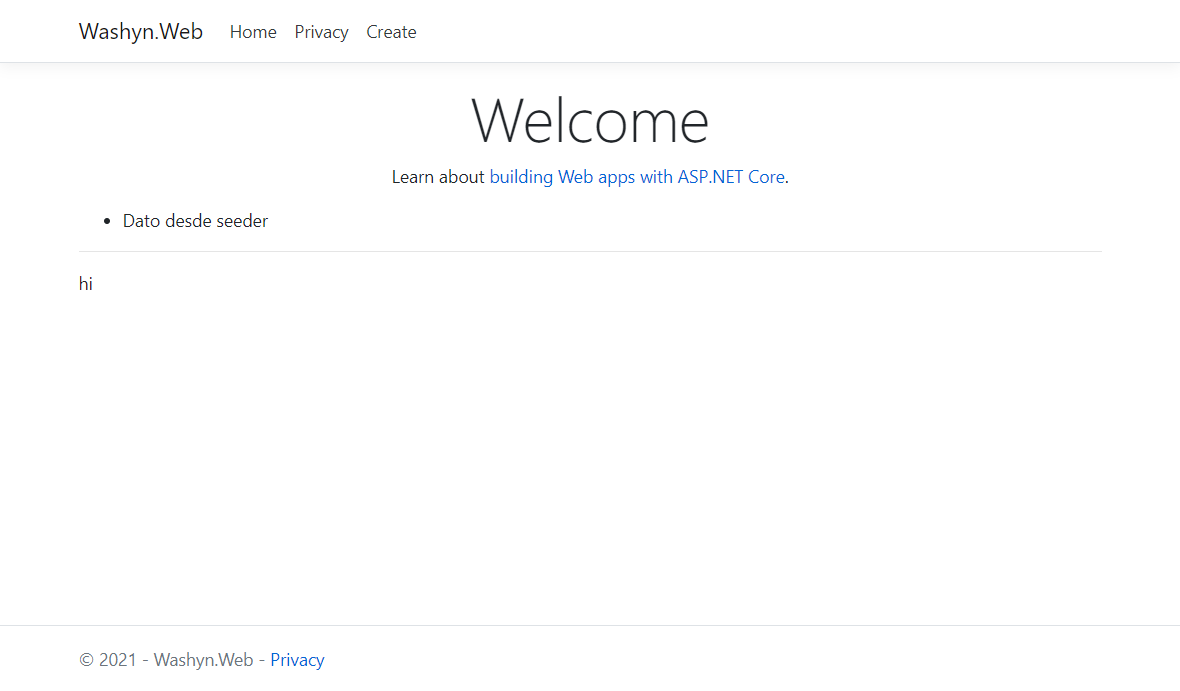 Washyn.Web Home Privacy Create
Welcome
Learn about building Web apps with ASP.NET Core.
• Dato desde seeder
hi
© 2021 - Washyn.Web - Privacy